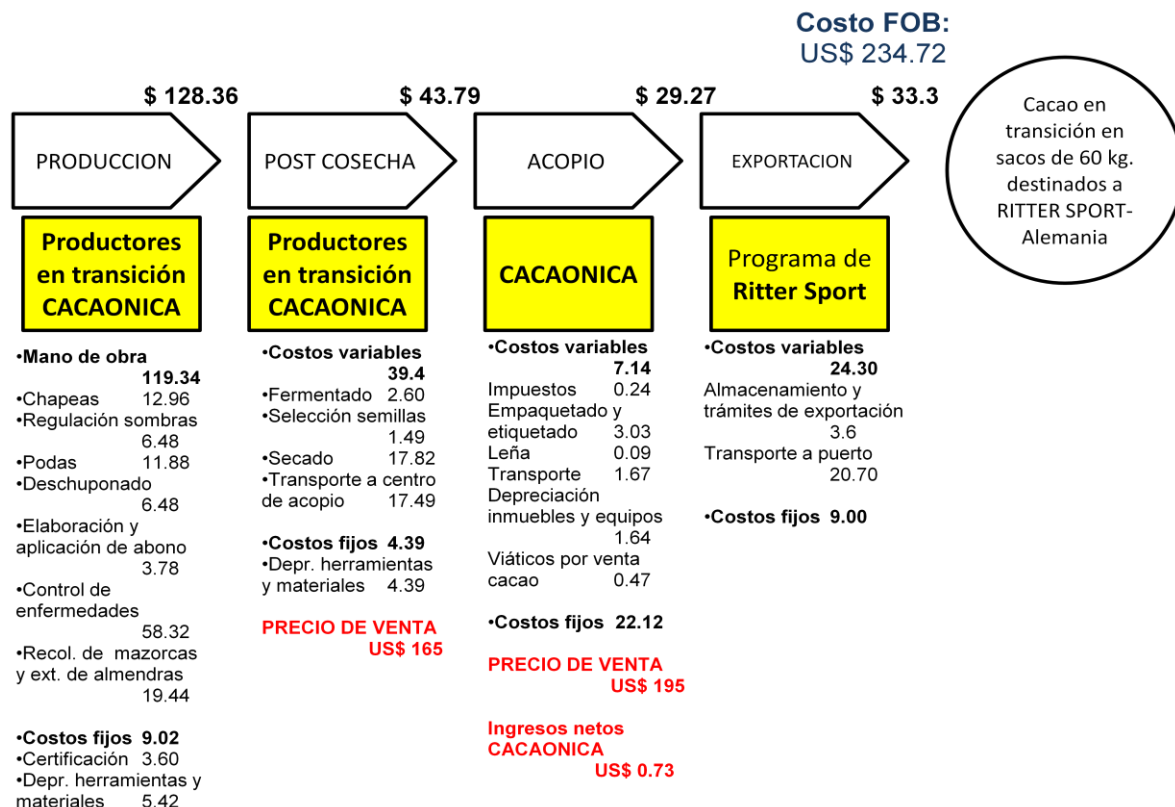 Costo FOB:
US$ 234.72
$ 128.36
$ 43.79
$ 29.27
$ 33.3
PRODUCCION
POST COSECHA
ACOPIO
EXPORTACION
Cacao en
transición en
sacos de 60 kg.
destinados a
RITTER SPORT-
Alemania
Productores
en transición
CACAONICA
Productores
en transición
CACAONICA
CACAONICA
Programa de
Ritter Sport
•Mano de obra
119.34
•Chapeas 12.96
•Regulación sombras
6.48
•Podas 11.88
•Deschuponado
6.48
•Elaboración y
aplicación de abono
3.78
•Control de
enfermedades
58.32
•Recol. de mazorcas
y ext. de almendras
19.44
•Costos fijos 9.02
•Certificación 3.60
•Depr. herramientas y
materiales 5.42
•Costos variables
39.4
•Fermentado 2.60
•Selección semillas
1.49
•Secado 17.82
•Transporte a centro
de acopio 17.49
•Costos fijos 4.39
•Depr. herramientas
y materiales 4.39
PRECIO DE VENTA
US$ 165
•Costos variables
7.14
Impuestos 0.24
Empaquetado y
etiquetado 3.03
Leña 0.09
Transporte 1.67
Depreciación
inmuebles y equipos
1.64
Viáticos por venta
cacao 0.47
•Costos fijos 22.12
PRECIO DE VENTA
US$ 195
Ingresos netos
CACAONICA
US$ 0.73
•Costos variables
24.30
Almacenamiento y
trámites de exportación
3.6
Transporte a puerto
20.70
•Costos fijos 9.00